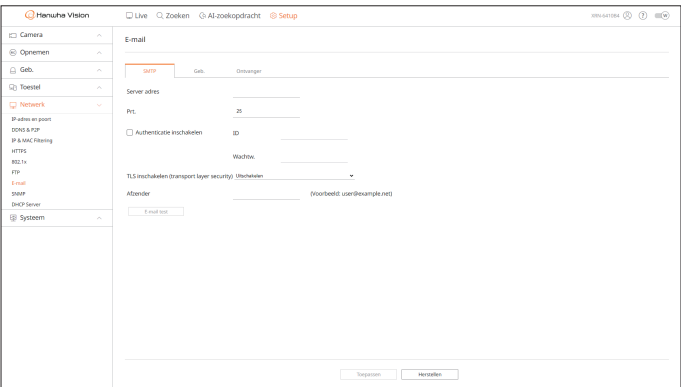 Hanwha Vision
Live Zoeken AI-zoekopdracht Setup
Camera
Opnemen
Geb.
Toestel
Netwerk
IP-adres en poort
DDNS & P2P
IP & MAC Filtering
HTTPS
802.1x
FTP
E-mail
SNMP
DHCP Server
Systeem
E-mail
SMTP Geb. Ontvanger
Server adres
Prt. 25
Authenticatie inschakelen ID
Wachtw.
TLS inschakelen (transport layer security) Uitschakelen
Afzender (Voorbeeld: user@example.net)
E-mail test
Toepassen Herstellen